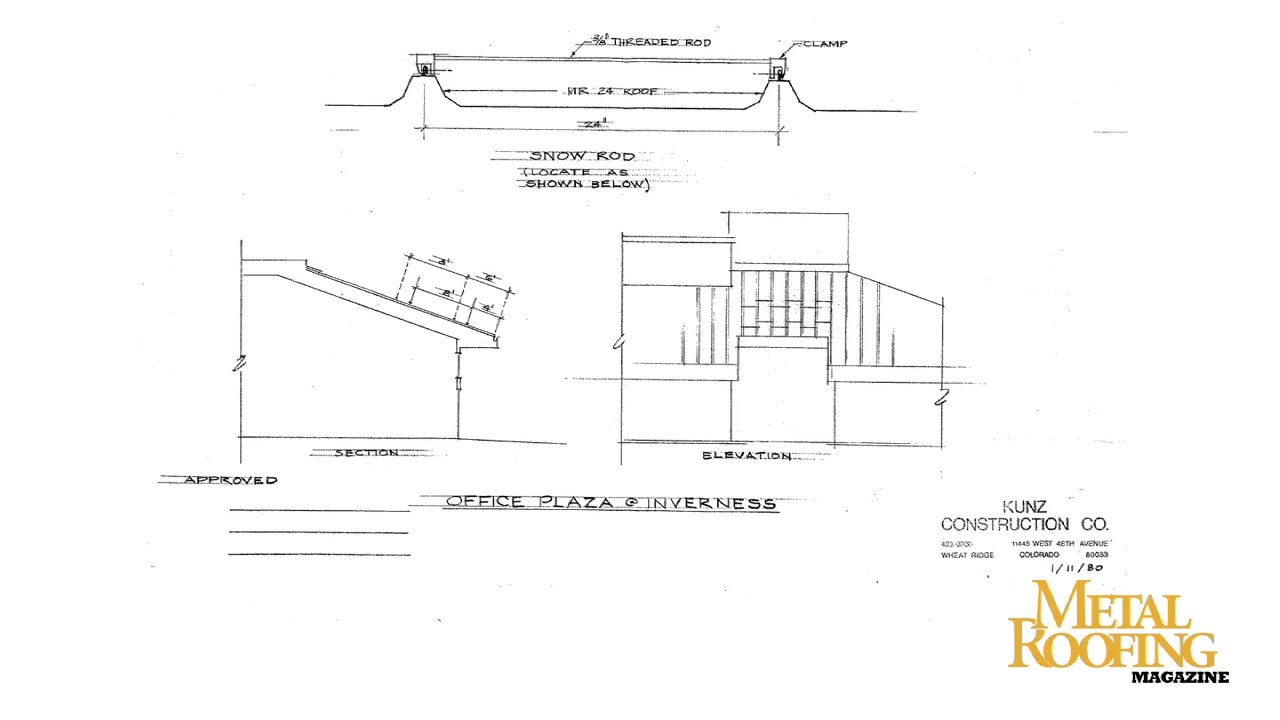 3/8" THREADED ROD
CLAMP
MR 24 ROOF
24"
SNOW ROD
(LOCATE AS
SHOWN BELOW)
6'
8'
4'
SECTION
ELEVATION
APPROVED
OFFICE PLAZA @ INVERNESS
KUNZ
CONSTRUCTION CO.
11445 WEST 48TH AVENUE
WHEAT RIDGE COLORADO 80033
1/11/80
METAL
ROOFING
MAGAZINE